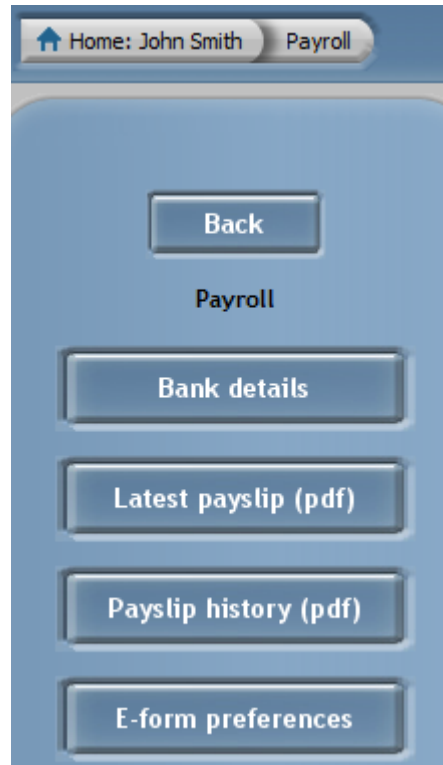 Home: John Smith Payroll
Back
Payroll
Bank details
Latest payslip (pdf)
Payslip history (pdf)
E-form preferences